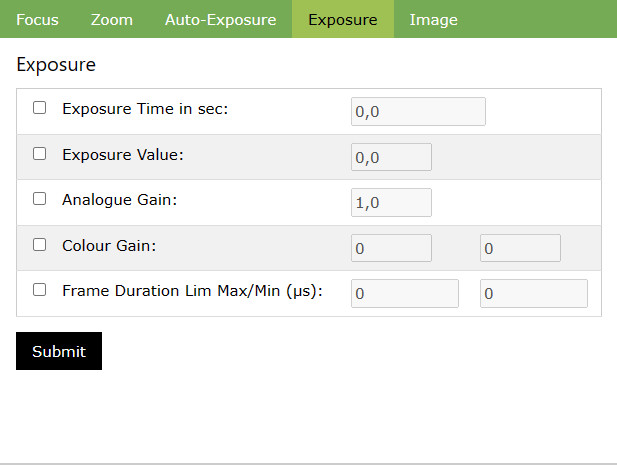 Focus Zoom Auto-Exposure Exposure Image
Exposure
Exposure Time in sec: 0,0
Exposure Value: 0,0
Analogue Gain: 1,0
Colour Gain: 0 0
Frame Duration Lim Max/Min (µs): 0 0
Submit